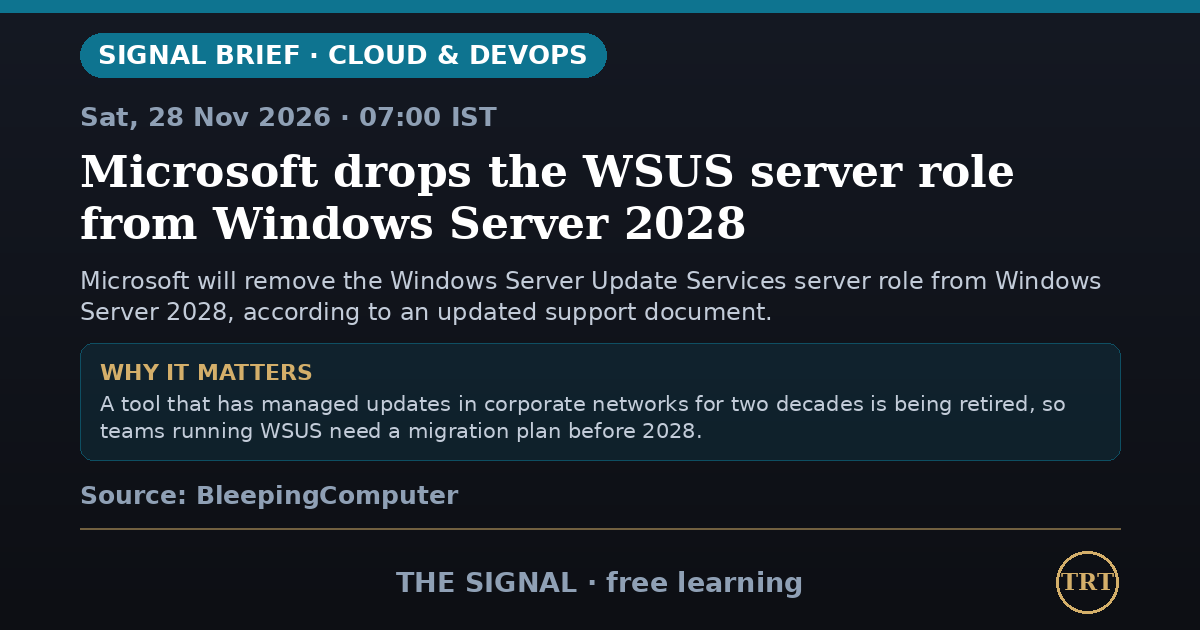 SIGNAL BRIEF · CLOUD & DEVOPS
Sat, 28 Nov 2026 · 07:00 IST
Microsoft drops the WSUS server role
from Windows Server 2028
Microsoft will remove the Windows Server Update Services server role from Windows
Server 2028, according to an updated support document.
WHY IT MATTERS
A tool that has managed updates in corporate networks for two decades is being retired, so
teams running WSUS need a migration plan before 2028.
Source: BleepingComputer
THE SIGNAL · free learning
TRT